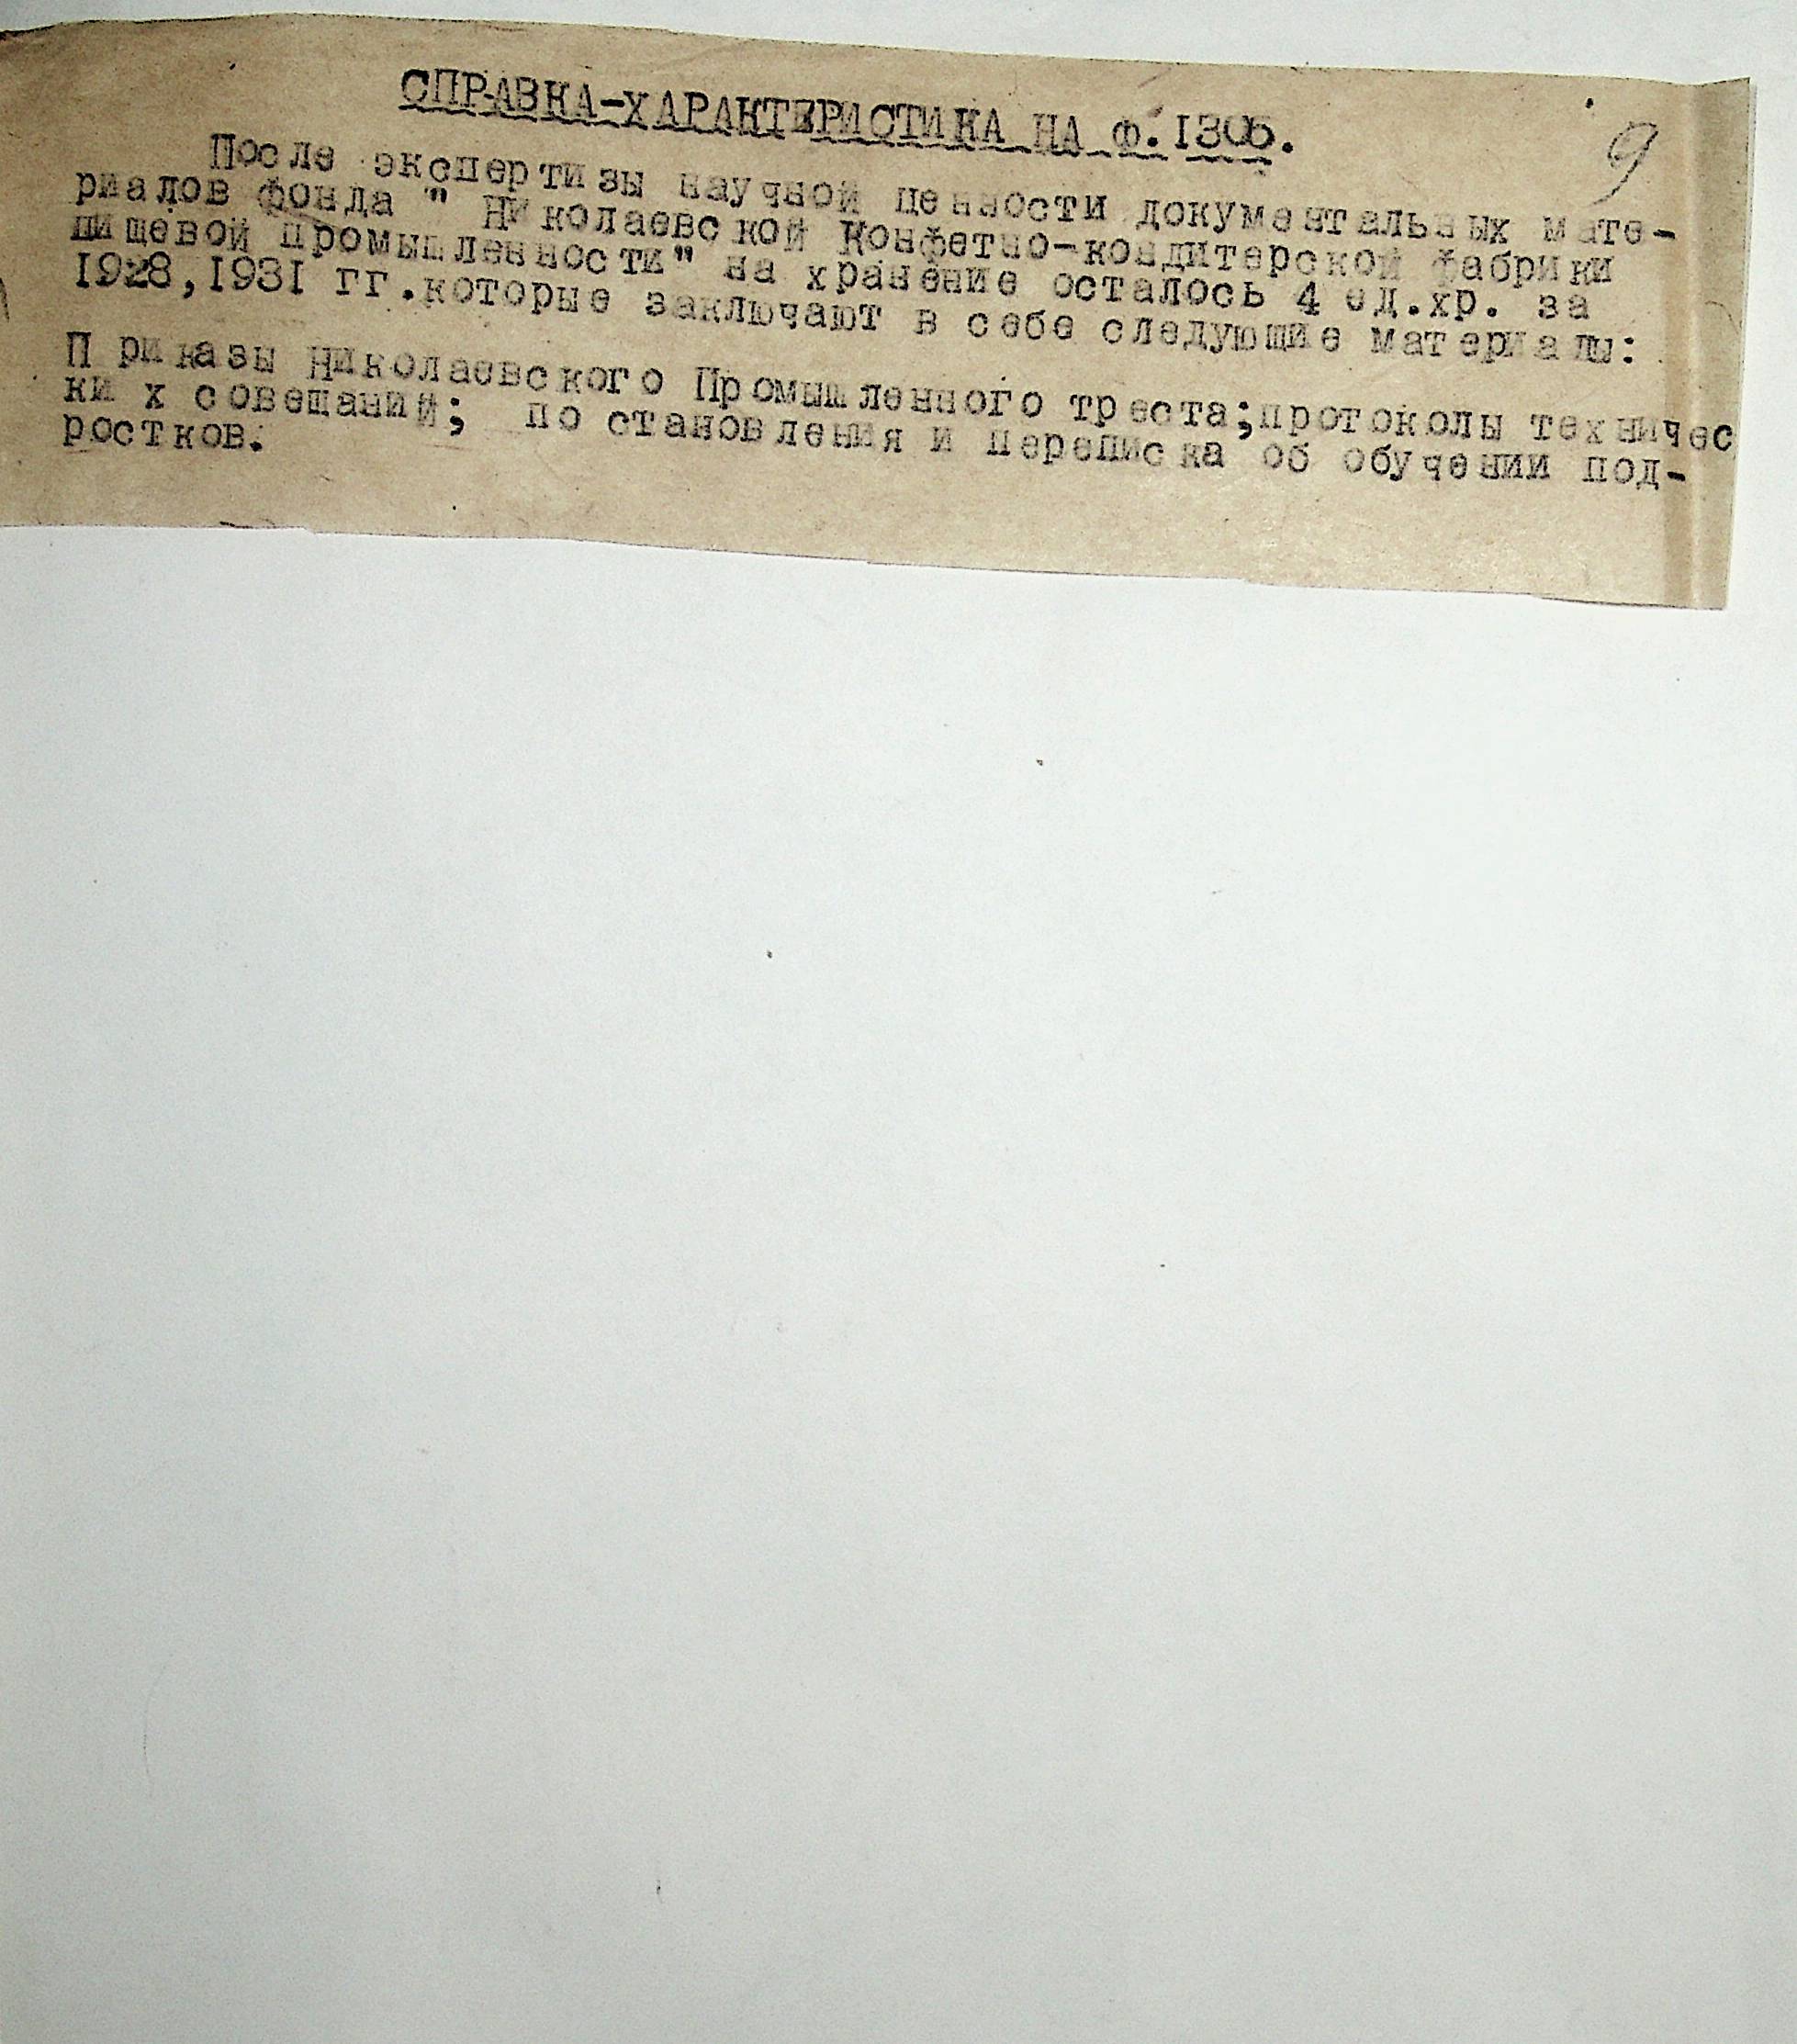 СПРАВКА-ХАРАКТЕРИСТИКА НА Ф. 1305.
9
После экспертизы научной ценности документальных мате-
риалов фонда " Николаевской Конфетно-кондитерской фабрики
пищевой промышленности" на хранение осталось 4 ед.хр. за
1928,1931 гг.которые заключают в себе следующие материалы:
Приказы Николаевского Промышленного треста;протоколы техничес
ких совещаний; постановления и переписка об обучении под-
ростков.